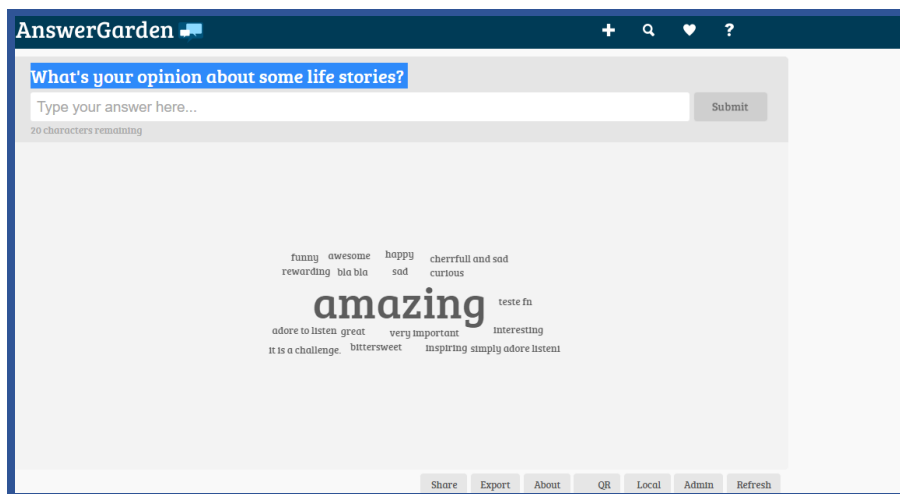 AnswerGarden
What's your opinion about some life stories?
Type your answer here...
Submit
20 characters remaining
funny awesome happy cherrfull and sad
rewarding bla bla sad curious
amazing teste fn
adore to listen great very important interesting
it is a challenge. bittersweet inspiring simply adore listeni
Share Export About QR Local Admin Refresh